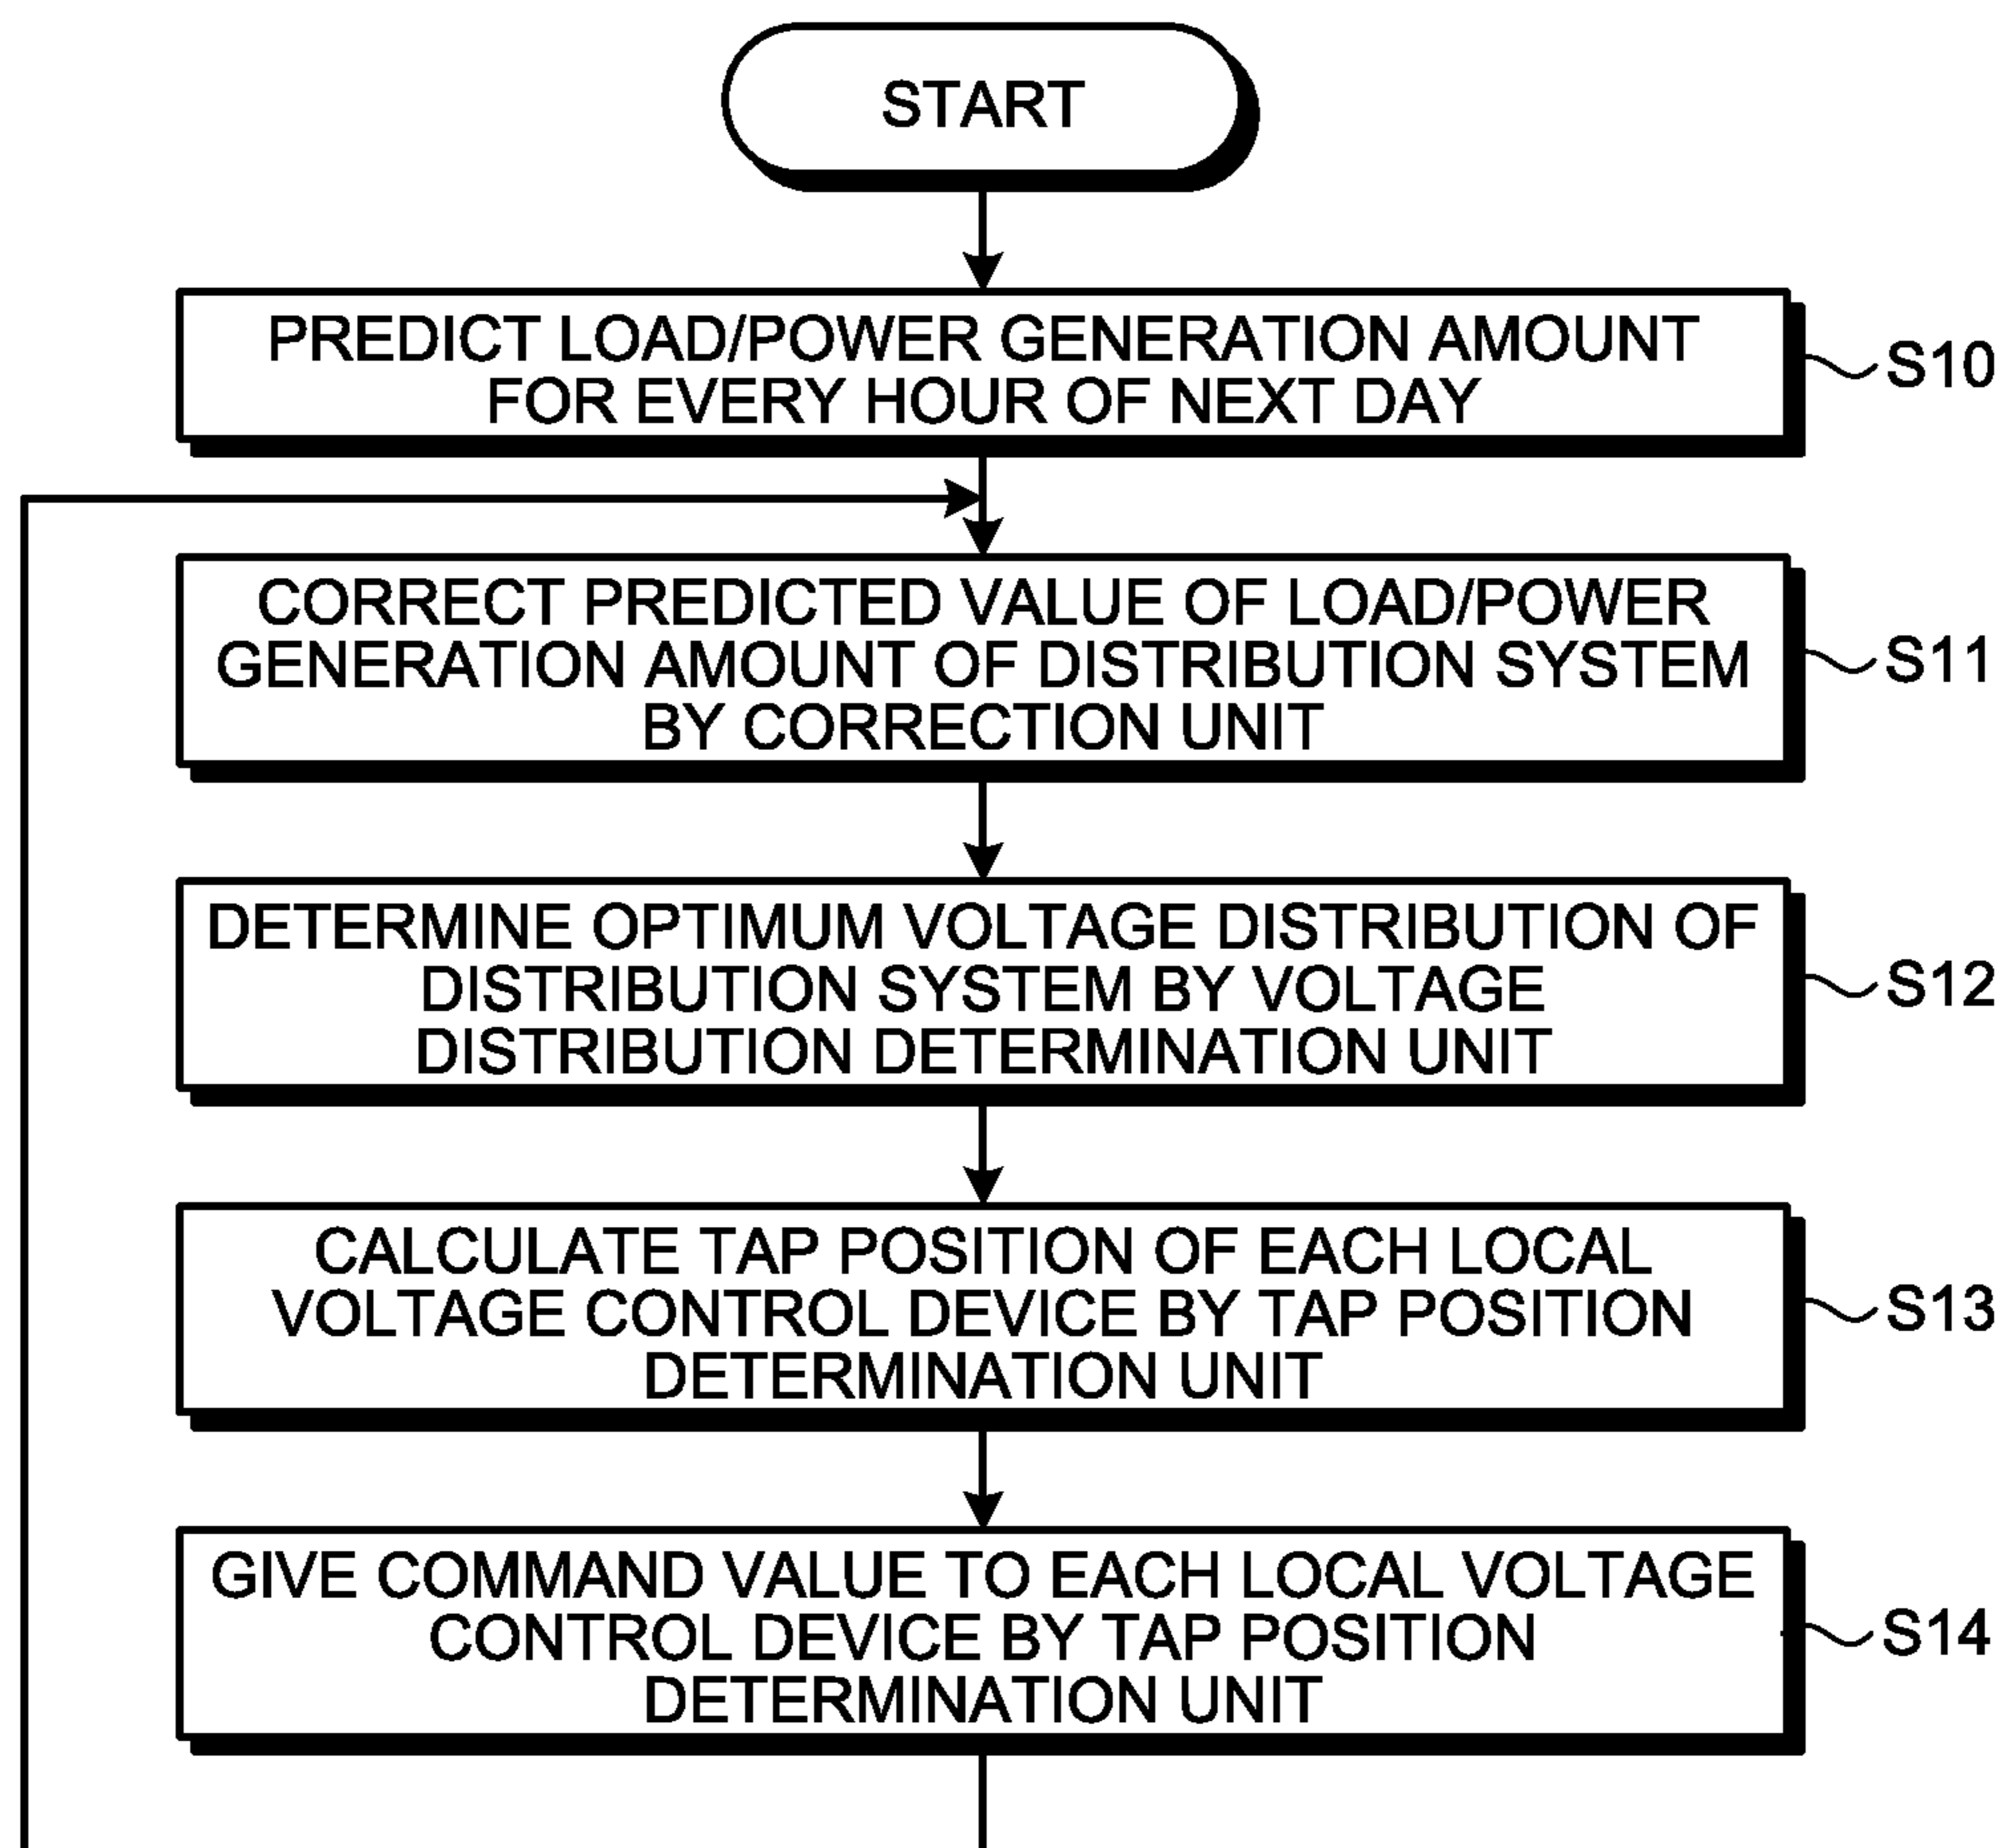 START
PREDICT LOAD/POWER GENERATION AMOUNT
FOR EVERY HOUR OF NEXT DAY
S10
CORRECT PREDICTED VALUE OF LOAD/POWER
GENERATION AMOUNT OF DISTRIBUTION SYSTEM
BY CORRECTION UNIT
S11
DETERMINE OPTIMUM VOLTAGE DISTRIBUTION OF
DISTRIBUTION SYSTEM BY VOLTAGE
DISTRIBUTION DETERMINATION UNIT
S12
CALCULATE TAP POSITION OF EACH LOCAL
VOLTAGE CONTROL DEVICE BY TAP POSITION
DETERMINATION UNIT
S13
GIVE COMMAND VALUE TO EACH LOCAL VOLTAGE
CONTROL DEVICE BY TAP POSITION
DETERMINATION UNIT
S14